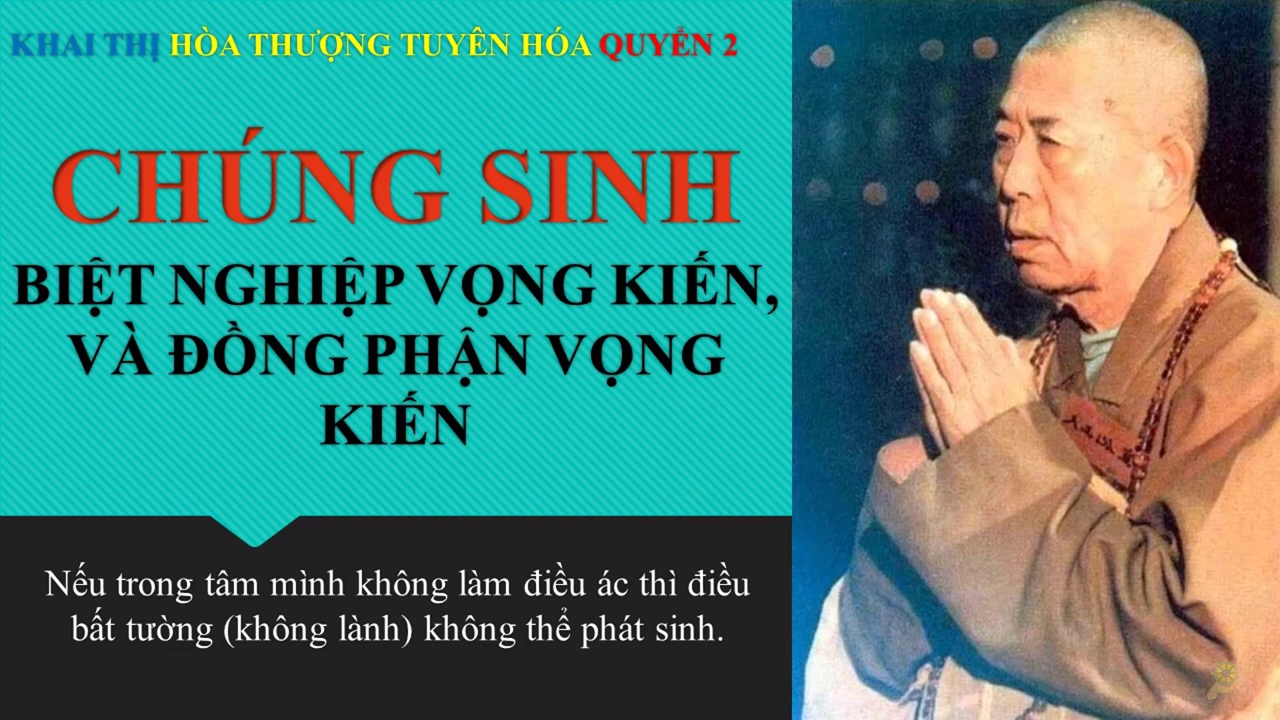 KHAI THỊ HÒA THƯỢNG TUYÊN HÓA QUYỂN 2
CHÚNG SINH
BIỆT NGHIỆP VỌNG KIẾN,
VÀ ĐỒNG PHẬN VỌNG
KIẾN
Nếu trong tâm mình không làm điều ác thì điều
bất tường (không lành) không thể phát sinh.